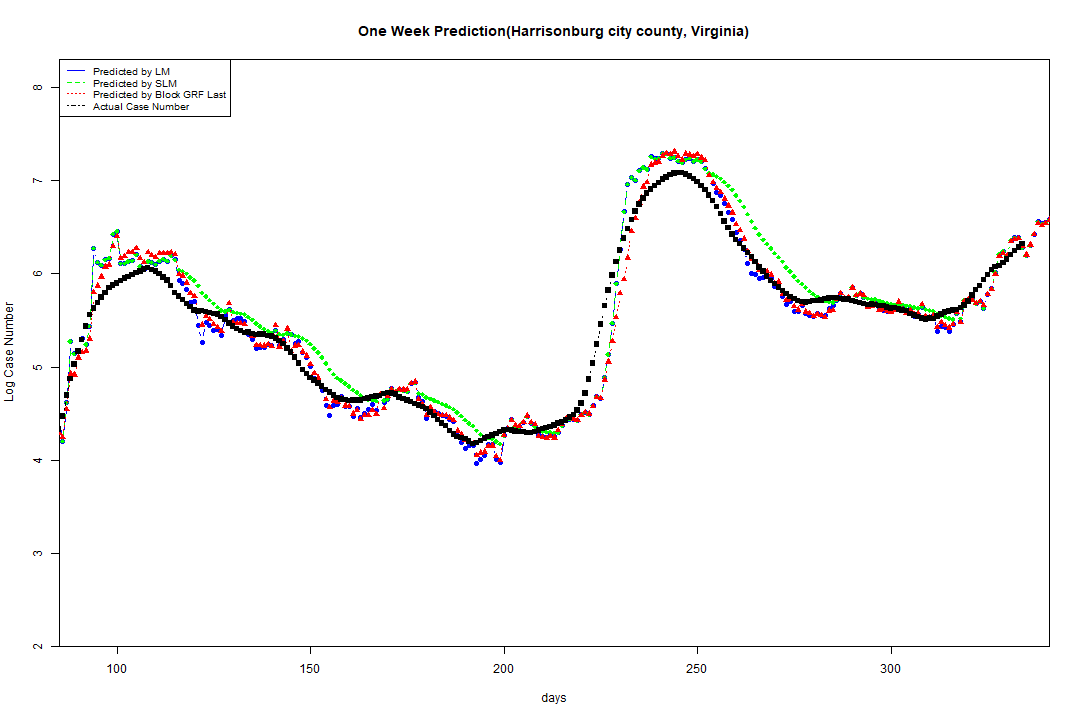 One Week Prediction(Harrisonburg city county, Virginia)
Predicted by LM
Predicted by SLM
Predicted by Block GRF Last
Actual Case Number
Log Case Number
8
7
6
5
4
3
2
100 150 200 250 300
days